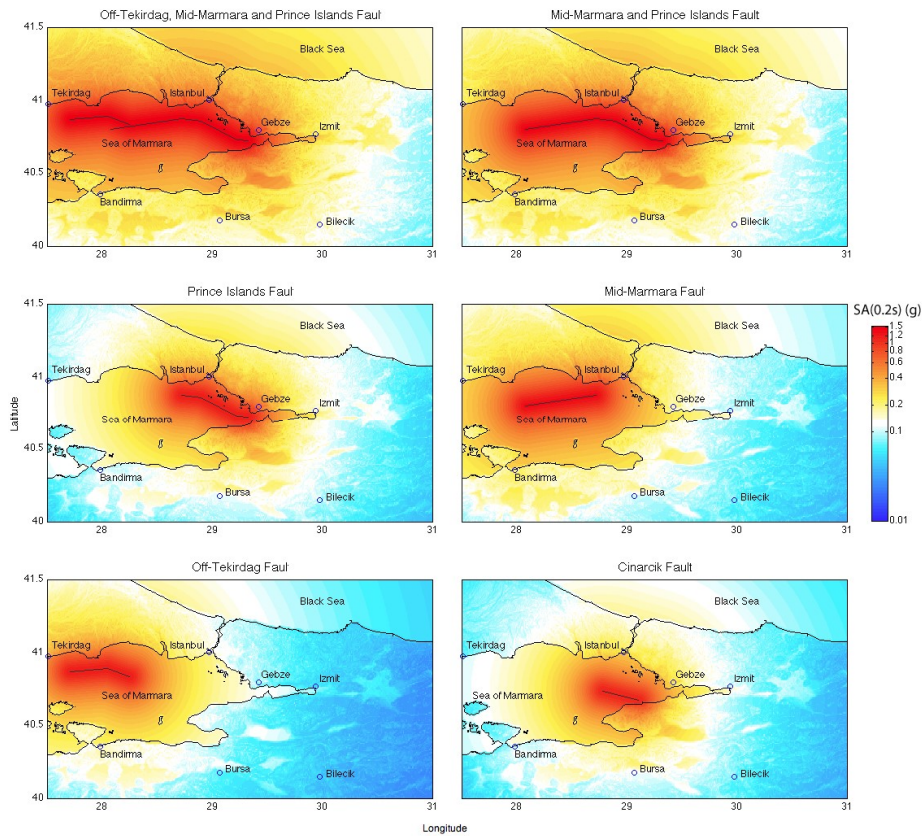 Off-Tekirdag, Mid-Marmara and Prince Islands Fault
41.5
41
40.5
40
28
29
30
31
Black Sea
Tekirdag
Istanbul
Gebze
Izmit
Sea of Marmara
Bandirma
Bursa
Bilecik
Mid-Marmara and Prince Islands Fault
28
29
30
31
Black Sea
Tekirdag
Istanbul
Gebze
Izmit
Sea of Marmara
Bandirma
Bursa
Bilecik
Prince Islands Fault
41.5
41
40.5
40
28
29
30
31
Black Sea
Tekirdag
Istanbul
Gebze
Izmit
Sea of Marmara
Bandirma
Bursa
Bilecik
Latitude
Mid-Marmara Fault
28
29
30
31
Black Sea
Tekirdag
Istanbul
Gebze
Izmit
Sea of Marmara
Bandirma
Bursa
Bilecik
SA(0.2s) (g)
1.5
1.2
0.8
0.4
0.2
0.1
0.01
Off-Tekirdag Fault
41.5
41
40.5
40
28
29
30
31
Black Sea
Tekirdag
Istanbul
Gebze
Izmit
Sea of Marmara
Bandirma
Bursa
Bilecik
Cinarcik Fault
28
29
30
31
Black Sea
Tekirdag
Istanbul
Gebze
Izmit
Sea of Marmara
Bandirma
Bursa
Bilecik
Longitude